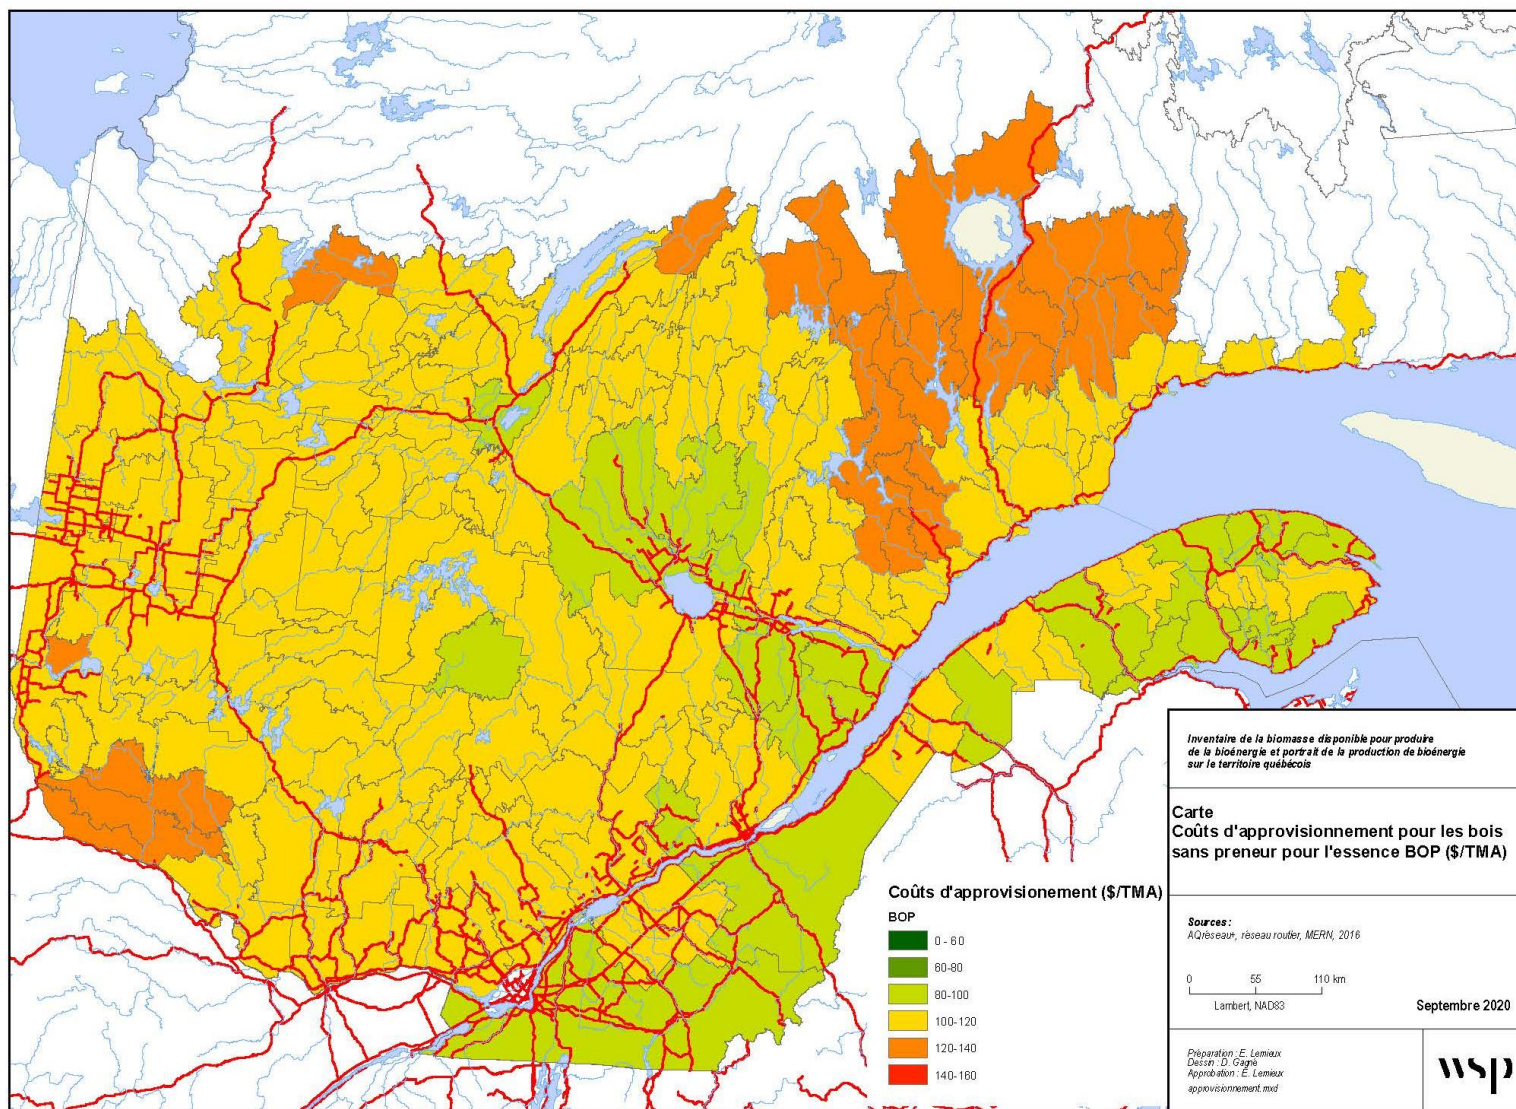 Inventaire de la biomasse disponible pour produire
de la bioénergie et portrait de la production de bioénergie
sur le territoire québécois
Carte
Coûts d'approvisionnement pour les bois
sans preneur pour l'essence BOP ($/TMA)
Coûts d'approvisionement ($/TMA)
BOP
0 - 60
60-80
80-100
100-120
120-140
140-160
Sources :
AQréseau+, réseau routier, MERN, 2016
0 55 110 km
Lambert, NAD83
Septembre 2020
Préparation : E. Lemieux
Dessin : D. Gagné
Approbation : E. Lemieux
approvisionnement.mxd
wsp